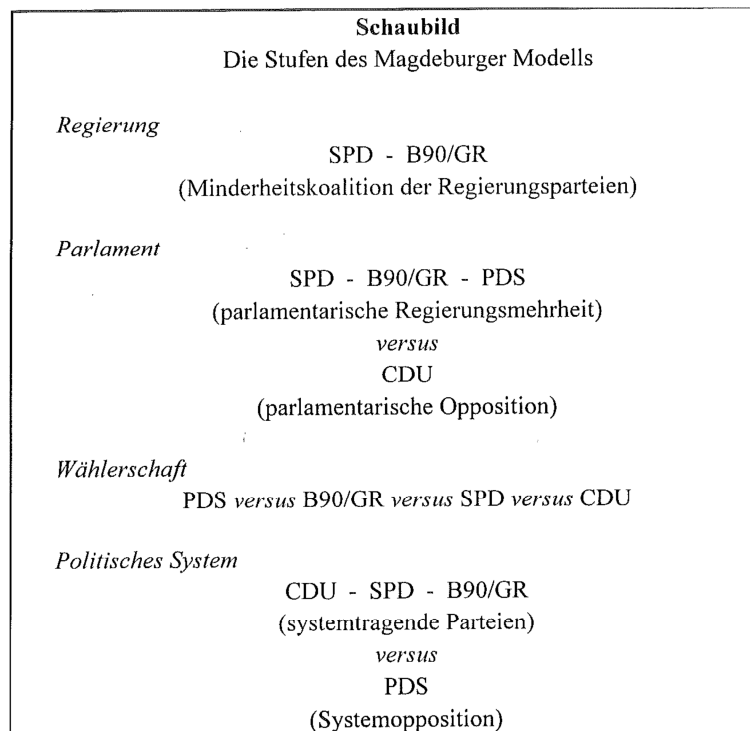 Schaubild
Die Stufen des Magdeburger Modells
Regierung
SPD - B90/GR
(Minderheitskoalition der Regierungsparteien)
Parlament
SPD - B90/GR - PDS
(parlamentarische Regierungsmehrheit)
versus
CDU
(parlamentarische Opposition)
Wählerschaft
PDS versus B90/GR versus SPD versus CDU
Politisches System
CDU - SPD - B90/GR
(systemtragende Parteien)
versus
PDS
(Systemopposition)